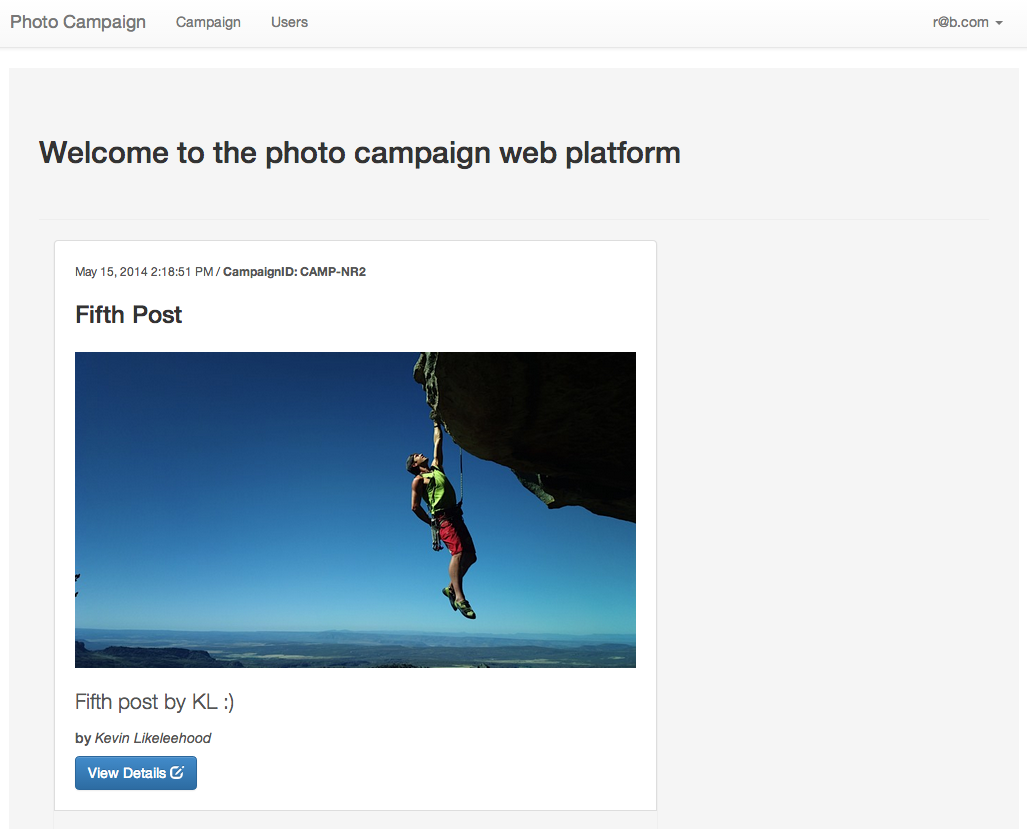 Photo Campaign Campaign Users r@b.com
Welcome to the photo campaign web platform
May 15, 2014 2:18:51 PM / CampaignID: CAMP-NR2
Fifth Post
Fifth post by KL :)
by Kevin Likeleehood
View Details